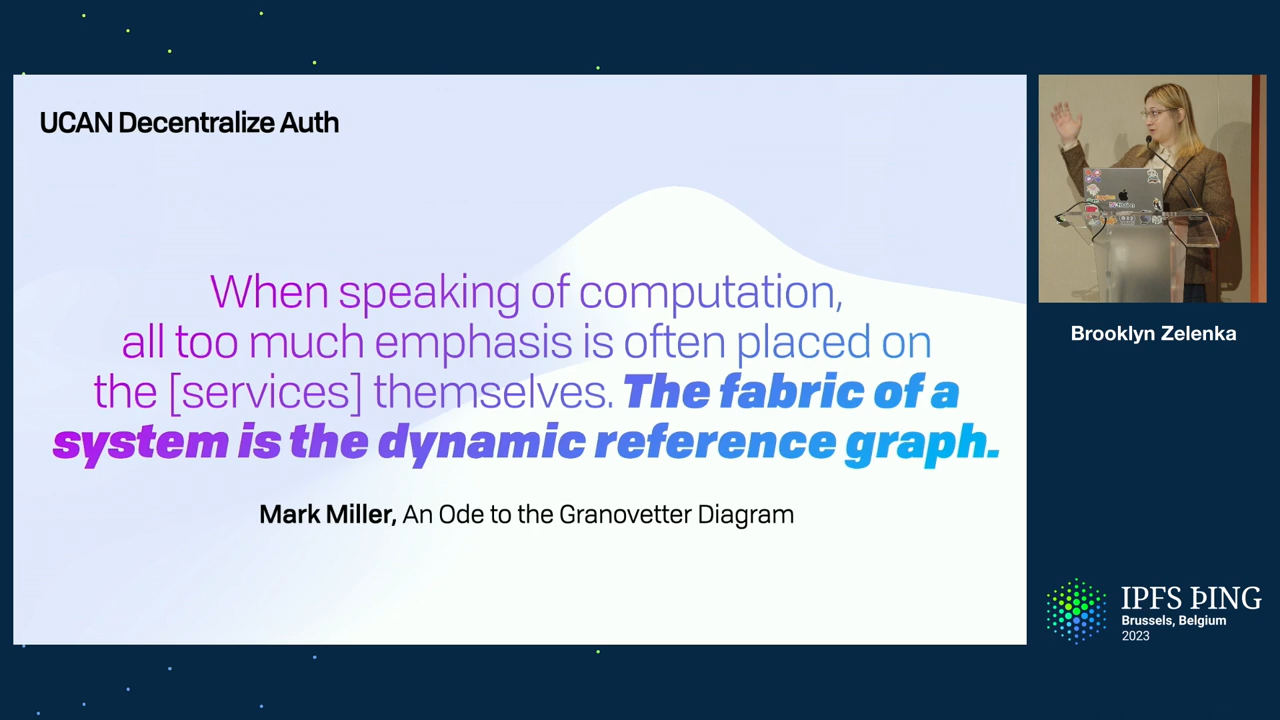 UCAN Decentralize Auth
When speaking of computation,
all too much emphasis is often placed on
the [services] themselves. The fabric of a
system is the dynamic reference graph.
Mark Miller, An Ode to the Granovetter Diagram
Brooklyn Zelenka
IPFS ÞING
Brussels, Belgium
2023